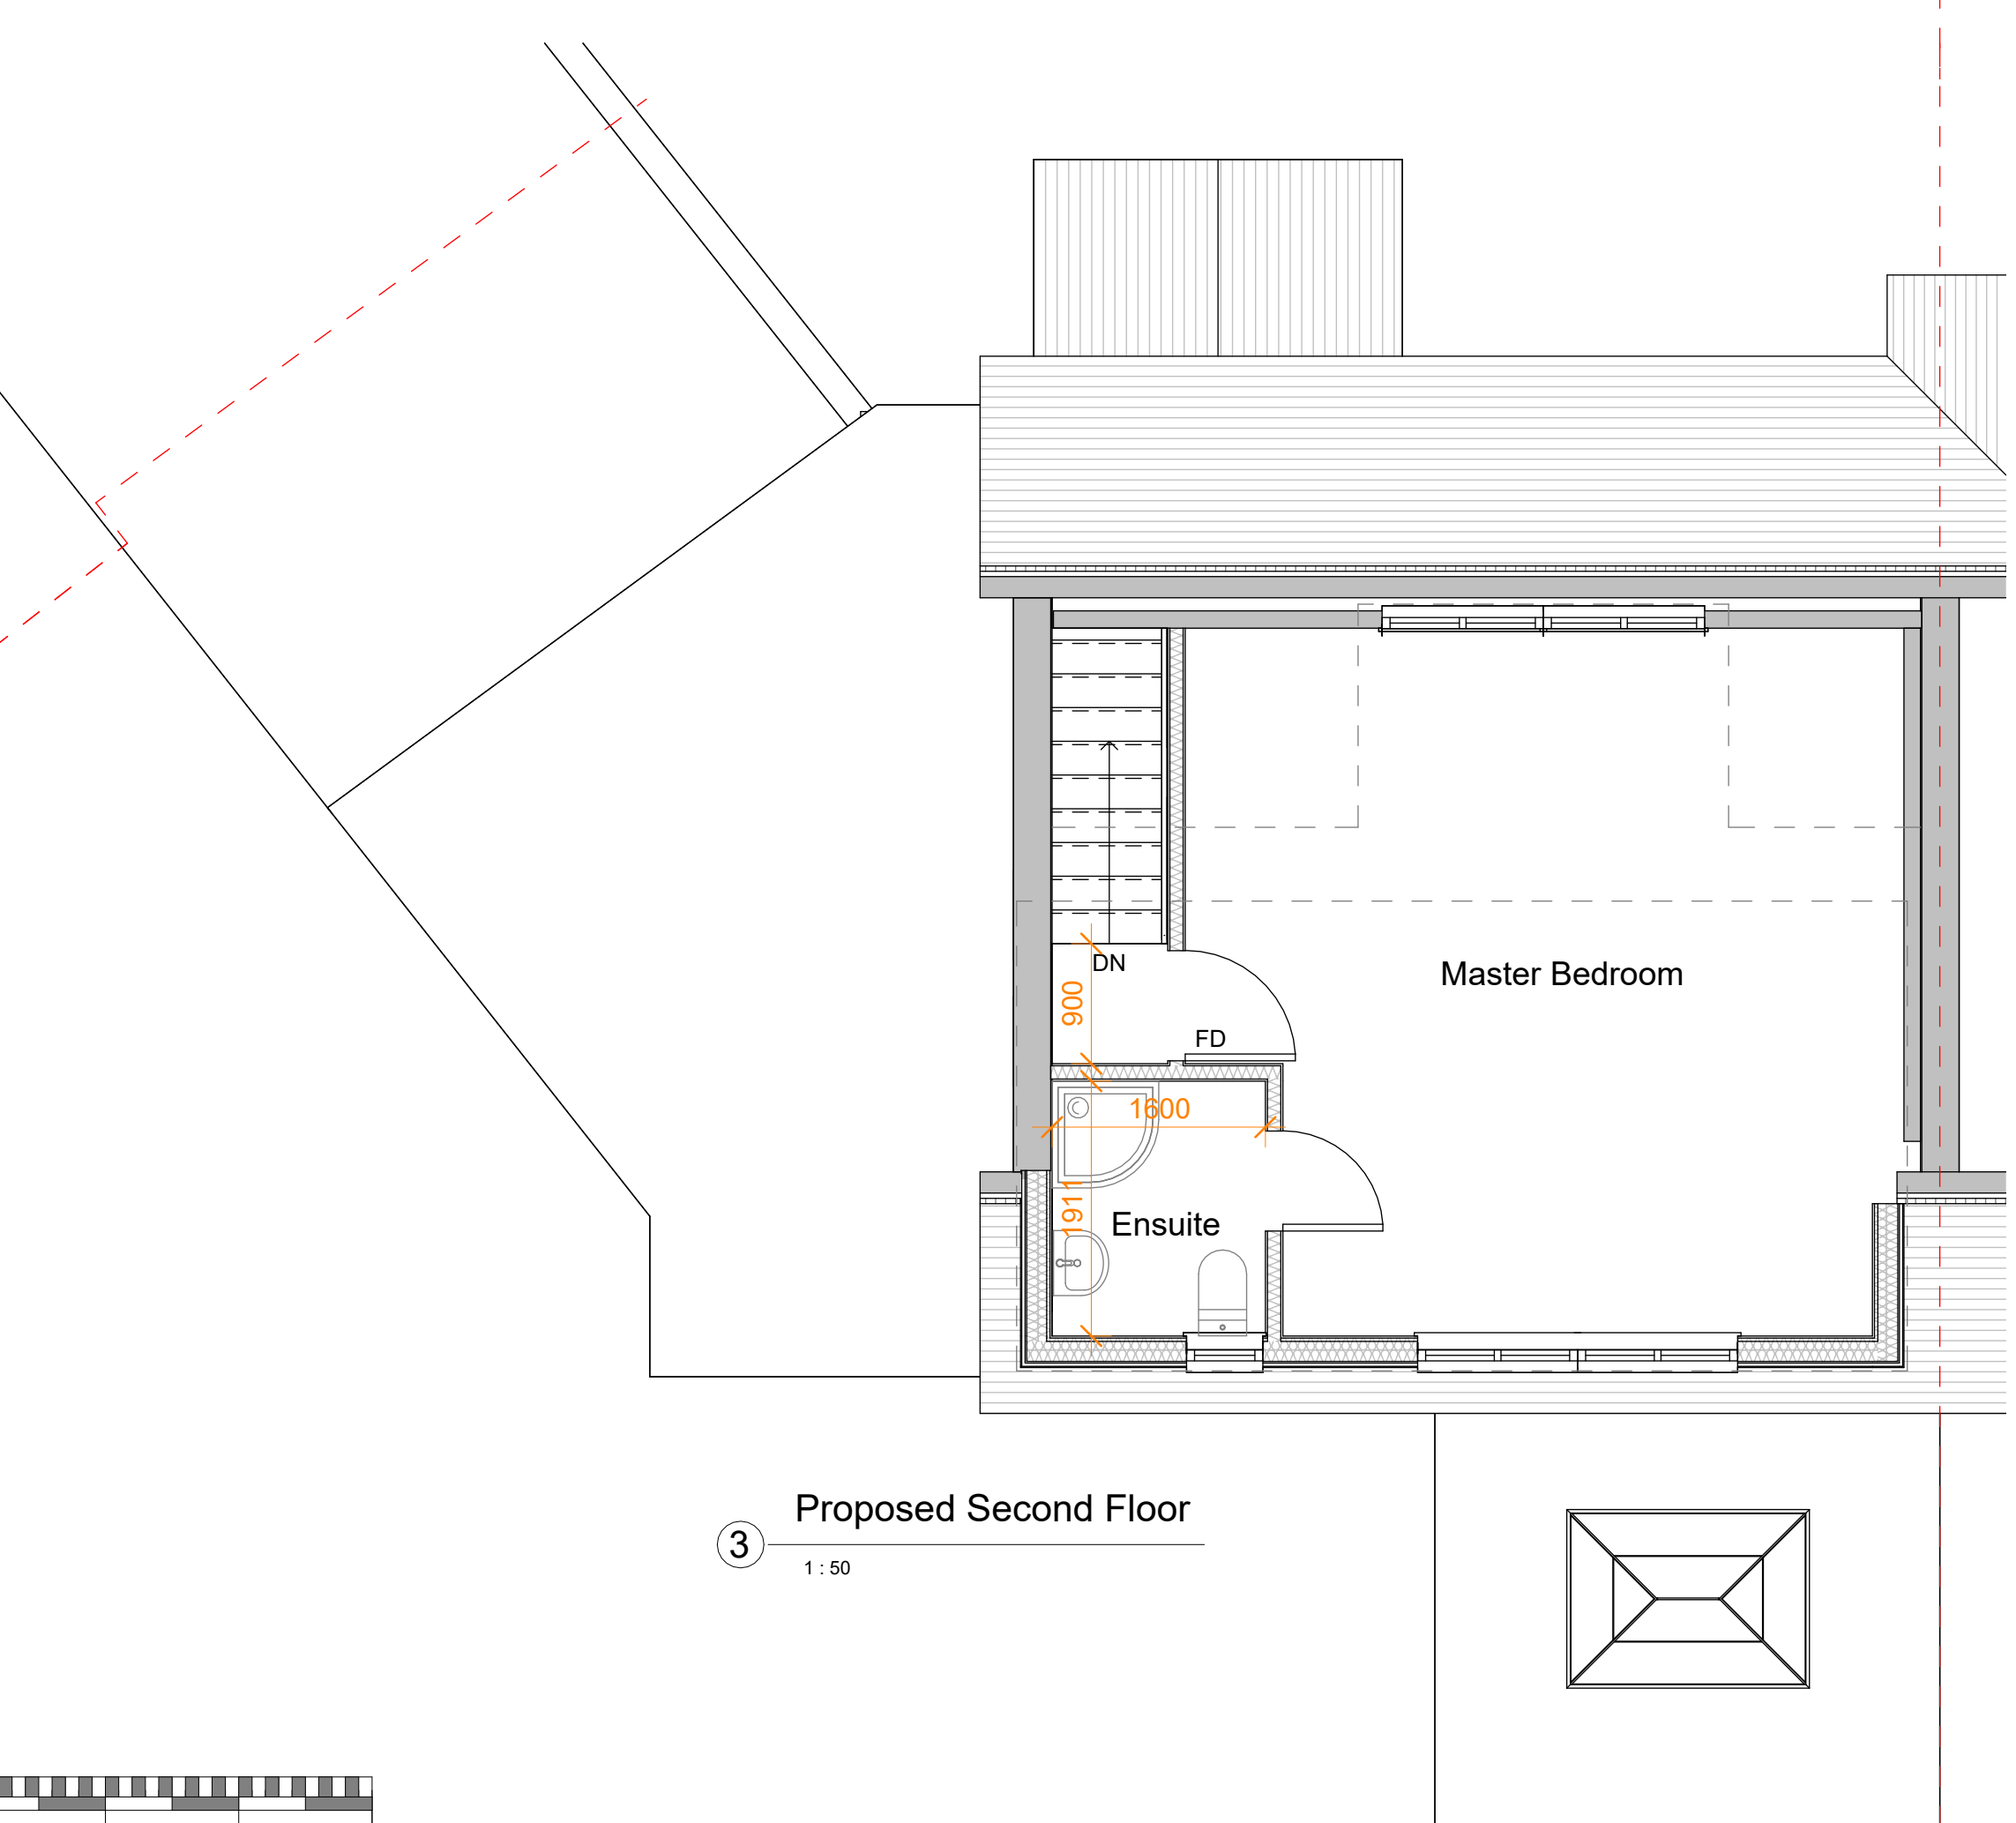 DN
Master Bedroom
900
FD
1600
1911
Ensuite
Proposed Second Floor
3
1 : 50